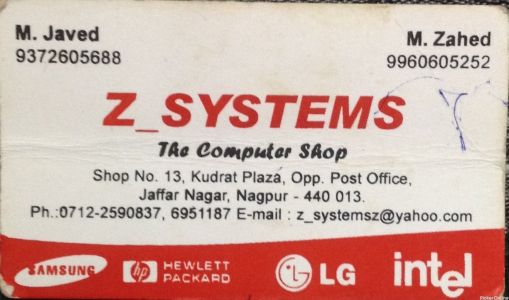 M. Javed
9372605688
M. Zahed
9960605252
Z_SYSTEMS
The Computer Shop
Shop No. 13, Kudrat Plaza, Opp. Post Office,
Jaffar Nagar, Nagpur - 440 013.
Ph.:0712-2590837, 6951187 E-mail : z_systemsz@yahoo.com
SAMSUNG
hp HEWLETT
PACKARD
LG
intel